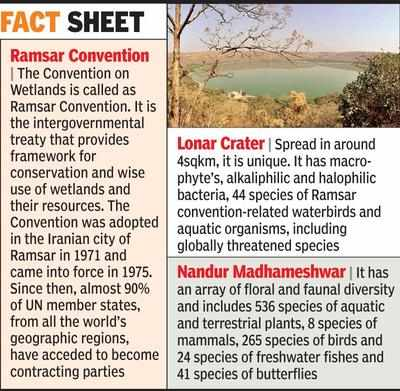 FACT SHEET
Ramsar Convention
| The Convention on
Wetlands is called as
Ramsar Convention. It is
the intergovernmental
treaty that provides
framework for
conservation and wise
use of wetlands and
their resources. The
Convention was adopted
in the Iranian city of
Ramsar in 1971 and
came into force in 1975.
Since then, almost 90%
of UN member states,
from all the world's
geographic regions,
have acceded to become
contracting parties
Lonar Crater | Spread in around
4sqkm, it is unique. It has macro-
phyte's, alkaliphilic and halophilic
bacteria, 44 species of Ramsar
convention-related waterbirds and
aquatic organisms, including
globally threatened species
Nandur Madhameshwar | It has
an array of floral and faunal diversity
and includes 536 species of aquatic
and terrestrial plants, 8 species of
mammals, 265 species of birds and
24 species of freshwater fishes and
41 species of butterflies